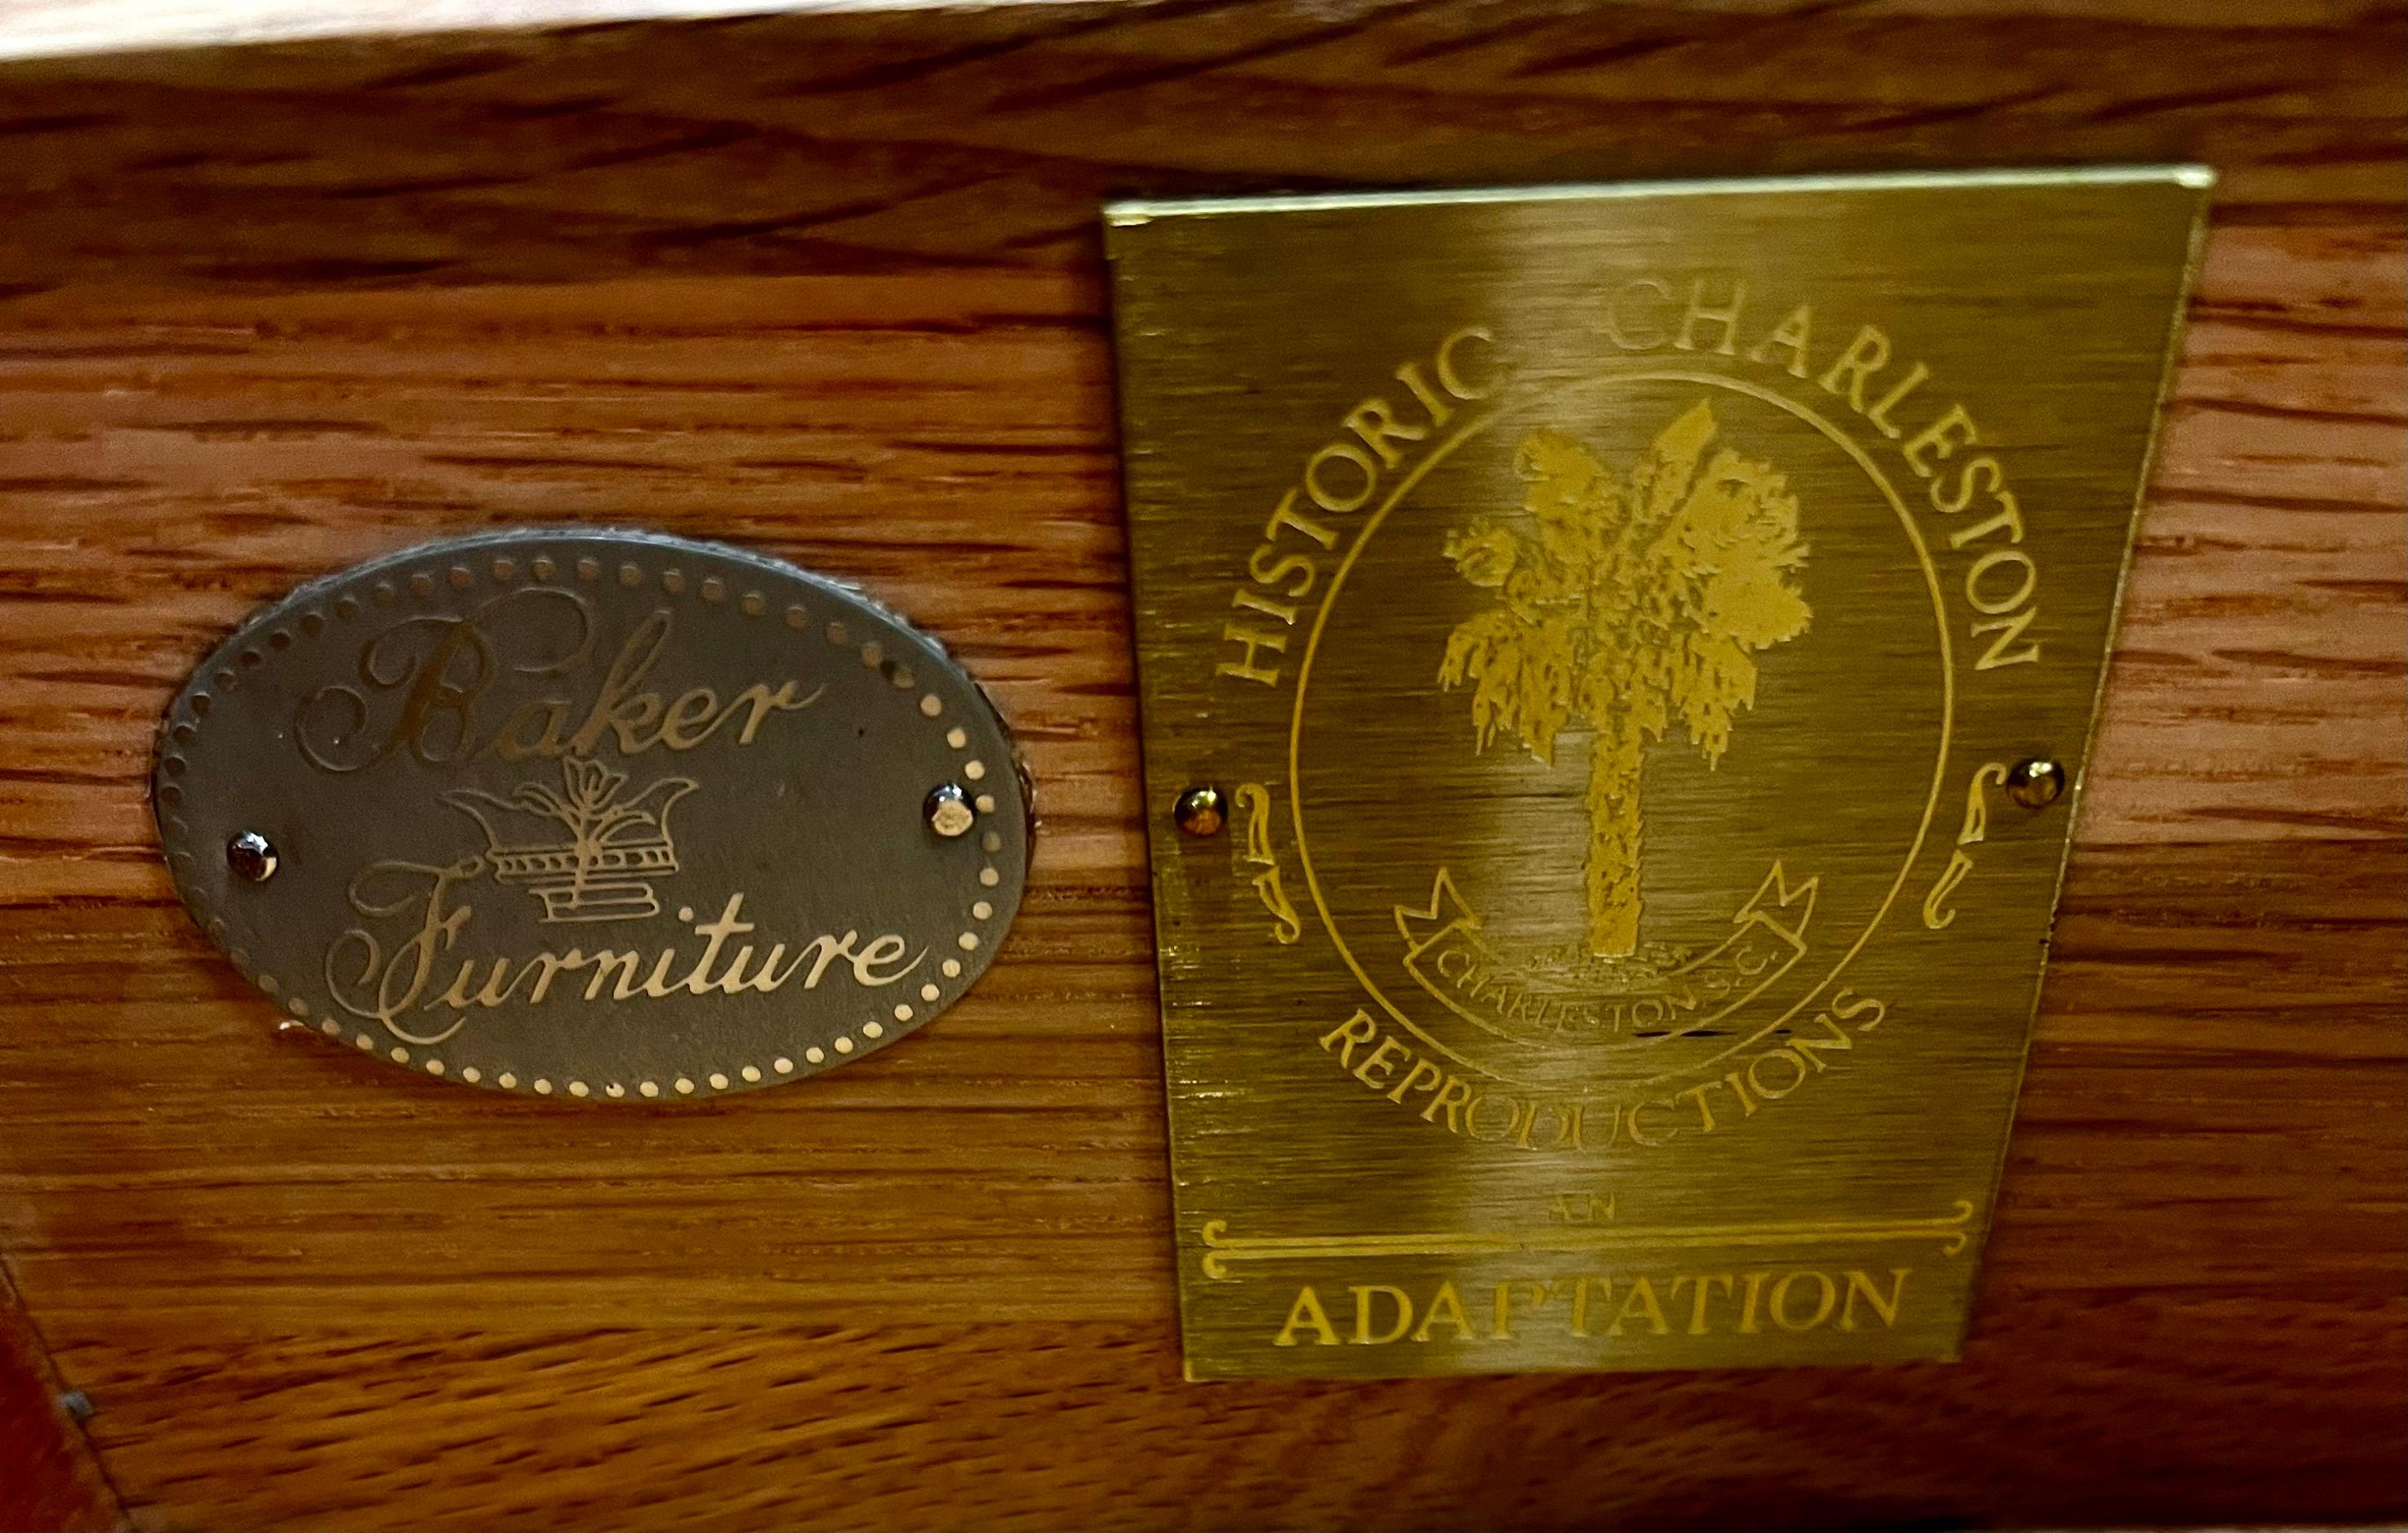 Baker
Furniture
HISTORIC CHARLESTON
CHARLESTON, S.C.
REPRODUCTIONS
AN
ADAPTATION